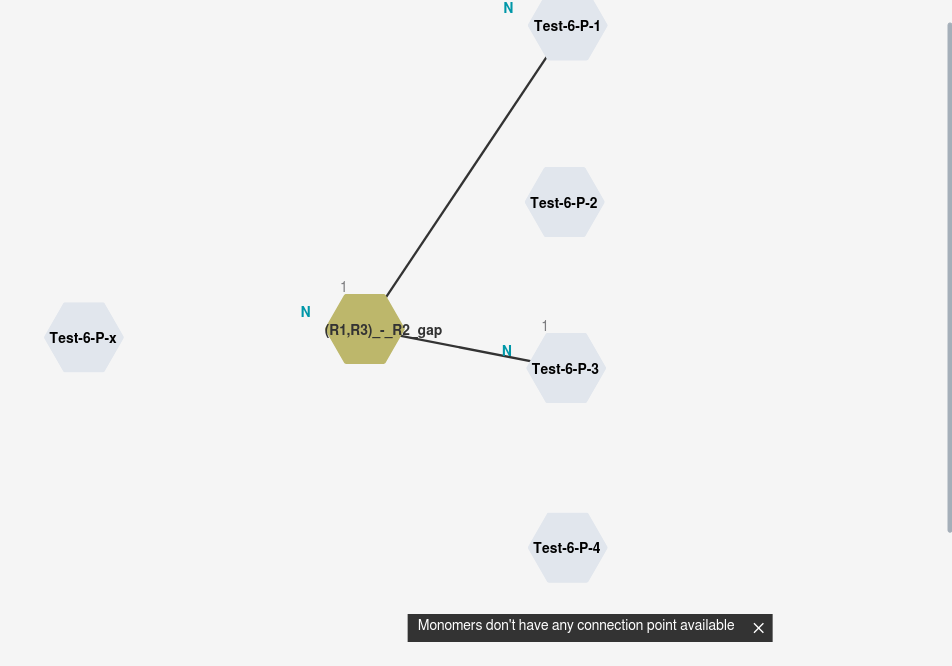 N
Test-6-P-1
Test-6-P-2
1
N
(R1,R3)_-_R2_gap
Test-6-P-x
1
N
Test-6-P-3
Test-6-P-4
Monomers don't have any connection point available